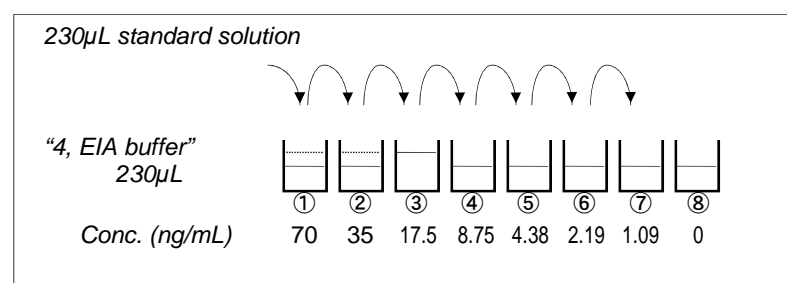 230µL standard solution
“4, EIA buffer”
230µL
① ② ③ ④ ⑤ ⑥ ⑦ ⑧
Conc. (ng/mL) 70 35 17.5 8.75 4.38 2.19 1.09 0